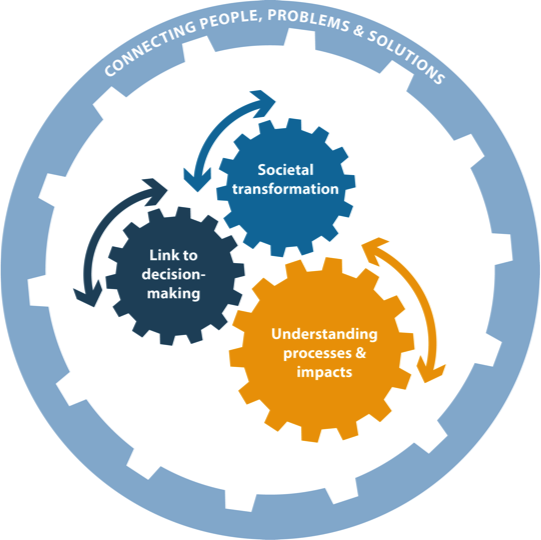 CONNECTING PEOPLE, PROBLEMS & SOLUTIONS
Societal
transformation
Link to
decision-
making
Understanding
processes &
impacts